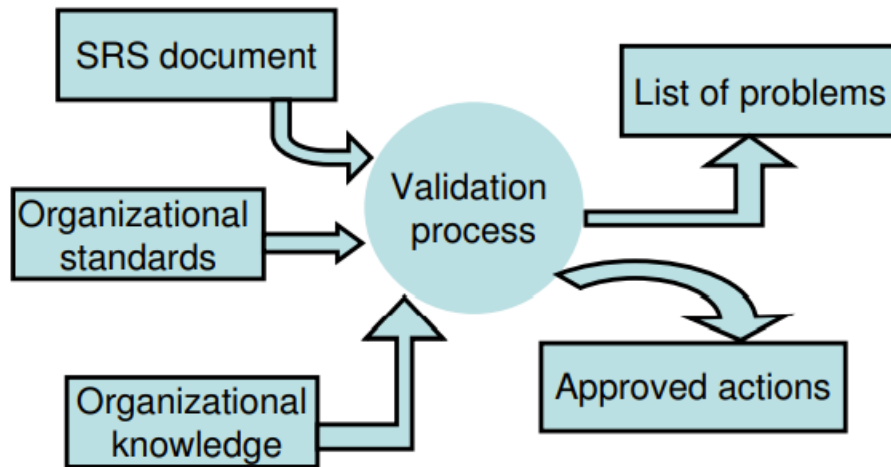 SRS document
List of problems
Validation
process
Organizational
standards
Approved actions
Organizational
knowledge